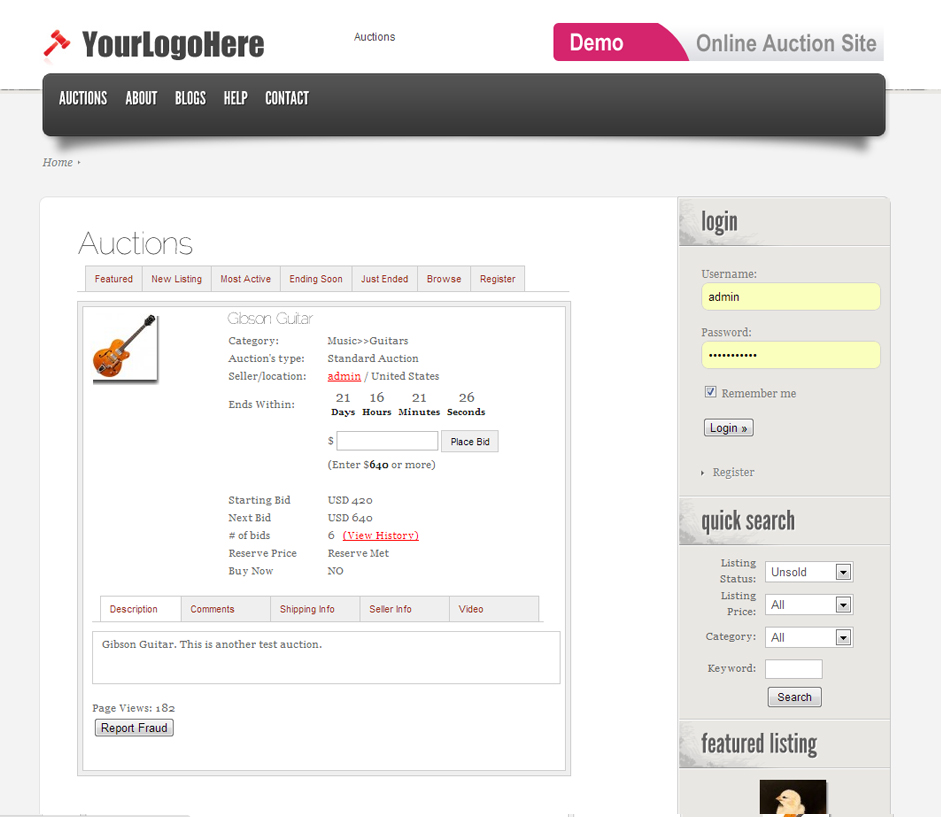 YourLogoHere
Auctions
Demo Online Auction Site
AUCTIONS ABOUT BLOGS HELP CONTACT
Home
Auctions
Featured New Listing Most Active Ending Soon Just Ended Browse Register
Gibson Guitar
Category: Music>>Guitars
Auction's type: Standard Auction
Seller/location: admin / United States
Ends Within: 21 Days 16 Hours 21 Minutes 26 Seconds
$ Place Bid
(Enter $640 or more)
Starting Bid USD 420
Next Bid USD 640
# of bids 6 (View History)
Reserve Price Reserve Met
Buy Now NO
Description Comments Shipping Info Seller Info Video
Gibson Guitar. This is another test auction.
Page Views: 182
Report Fraud
login
Username:
admin
Password:
•••••••••••
Remember me
Login »
Register
quick search
Listing Status: Unsold
Listing Price: All
Category: All
Keyword:
Search
featured listing